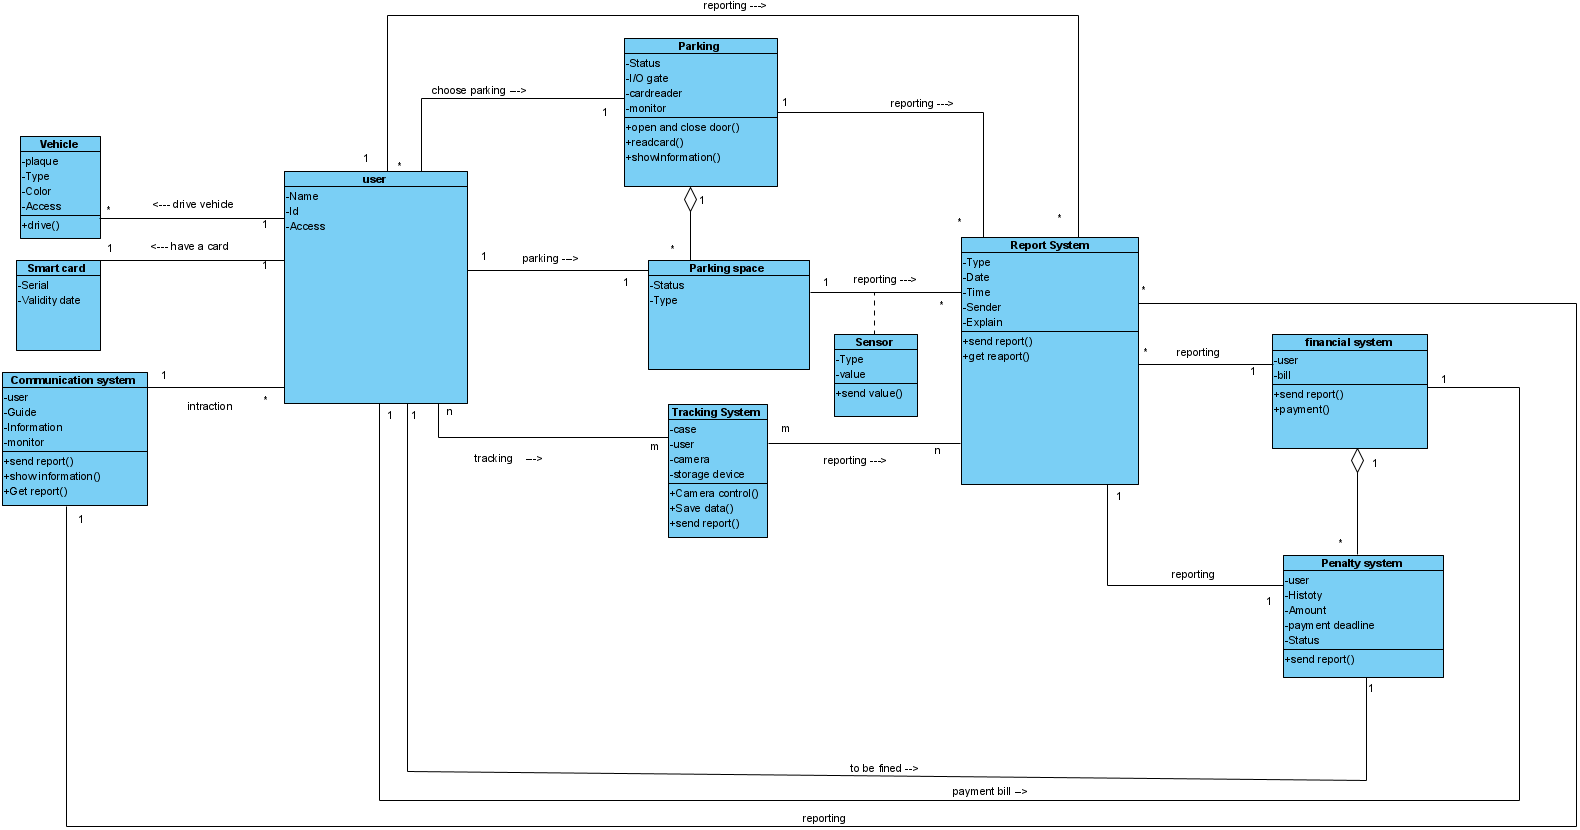 reporting --->
Parking
-Status
-I/O gate
-cardreader
-monitor
+open and close door()
+readcard()
+showInformation()
choose parking --->
1
1
reporting --->
1
*
Vehicle
-plaque
-Type
-Color
-Access
+drive()
*
<--- drive vehicle
1
1
<--- have a card
1
Smart card
-Serial
-Validity date
user
-Name
-Id
-Access
1
*
1
parking --->
1
Parking space
-Status
-Type
1
reporting --->
*
*
*
Report System
-Type
-Date
-Time
-Sender
-Explain
+send report()
+get reaport()
*
Sensor
-Type
-value
+send value()
*
reporting
1
financial system
-user
-bill
+send report()
+payment()
1
Communication system
-user
-Guide
-Information
-monitor
+send report()
+show information()
+Get report()
1
*
intraction
1
1
1
n
tracking --->
m
Tracking System
-case
-user
-camera
-storage device
+Camera control()
+Save data()
+send report()
m
reporting --->
n
1
reporting
1
1
*
Penalty system
-user
-Histoty
-Amount
-payment deadline
-Status
+send report()
1
to be fined -->
payment bill -->
reporting